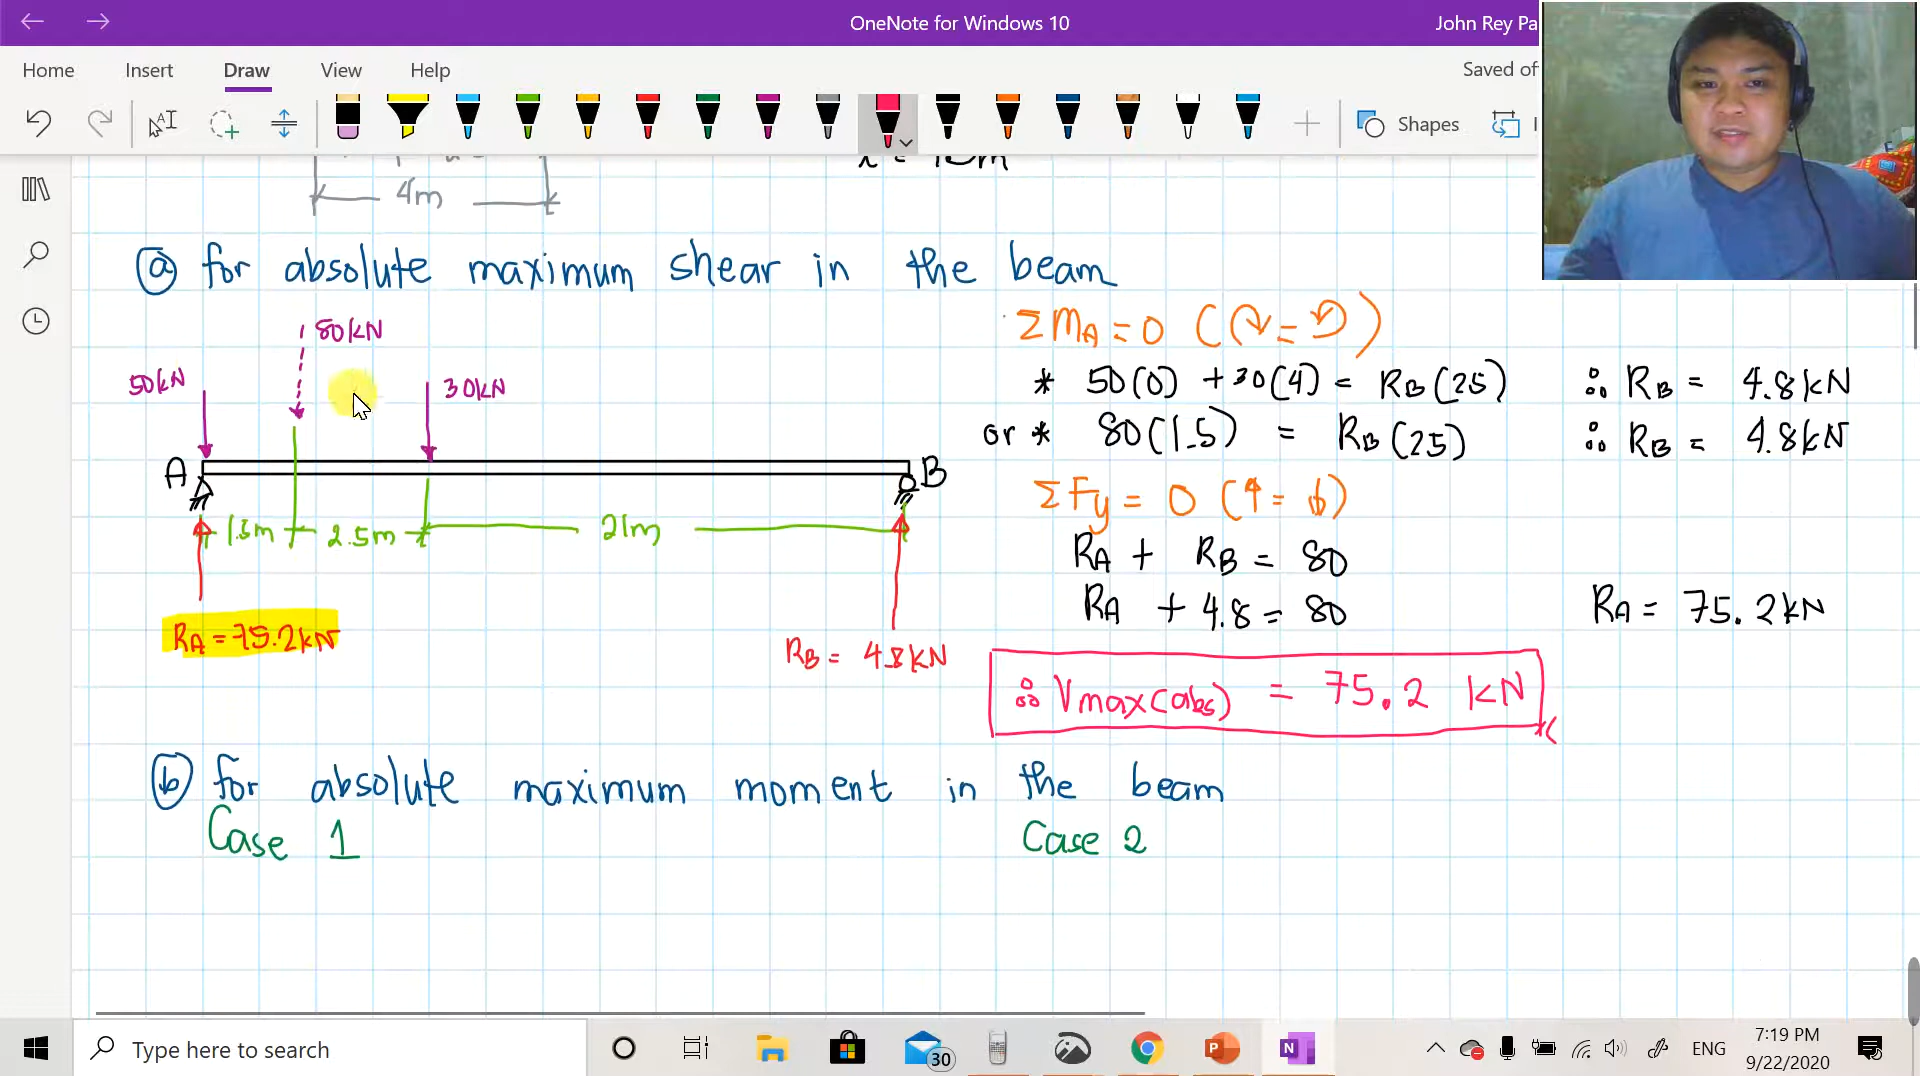 OneNote for Windows 10
John Rey Pa
Home Insert Draw View Help
Saved of
Shapes
4m
ⓐ for absolute maximum shear in the beam
80kN
50kN
30kN
A
B
1.5m
2.5m
21m
RA = 75.2kN
RB = 4.8kN
ΣMA = 0 (↻ = ↺)
* 50(0) + 30(4) = RB(25) ∴ RB = 4.8kN
or * 80(1.5) = RB(25) ∴ RB = 4.8kN
ΣFy = 0 (↑ = ↓)
RA + RB = 80
RA + 4.8 = 80 RA = 75.2kN
∴ Vmax(abs) = 75.2 kN
ⓑ for absolute maximum moment in the beam
Case 1 Case 2
Type here to search
30
ENG
7:19 PM
9/22/2020